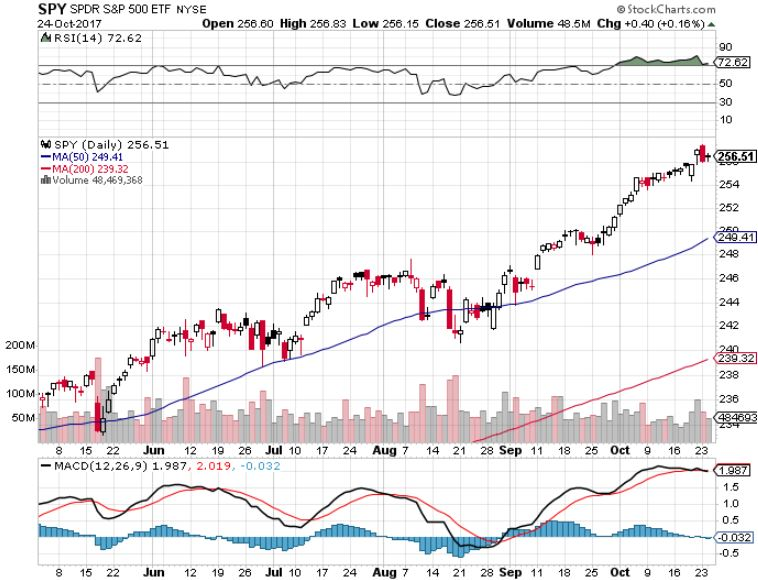 SPY SPDR S&P 500 ETF NYSE © StockCharts.com
24-Oct-2017 Open 256.60 High 256.83 Low 256.15 Close 256.51 Volume 48.5M Chg +0.40 (+0.16%)
RSI(14) 72.62
90
72.62
50
30
10
SPY (Daily) 256.51
MA(50) 249.41
MA(200) 239.32
Volume 48,469,368
256.51
254
252
250
249.41
248
246
244
242
240
239.32
238
236
234
200M
150M
100M
50M
484693
8 15 22 Jun 12 19 26 Jul 10 17 24 Aug 7 14 21 28 Sep 11 18 25 Oct 9 16 23
MACD(12,26,9) 1.987, 2.019, -0.032
1.987
1.5
1.0
0.5
-0.032
-0.5
8 15 22 Jun 12 19 26 Jul 10 17 24 Aug 7 14 21 28 Sep 11 18 25 Oct 9 16 23